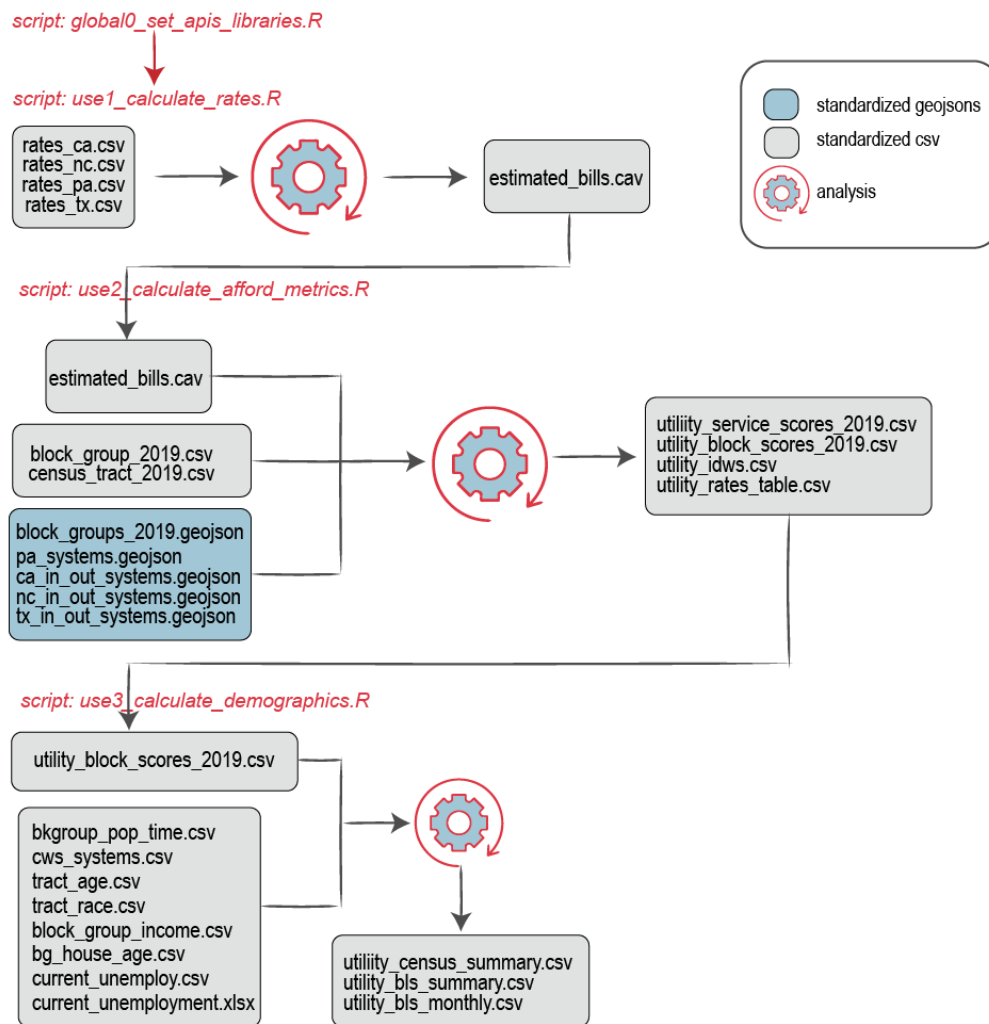 script: global0_set_apis_libraries.R
script: use1_calculate_rates.R
rates_ca.csv
rates_nc.csv
rates_pa.csv
rates_tx.csv
estimated_bills.cav
standardized geojsons
standardized csv
analysis
script: use2_calculate_afford_metrics.R
estimated_bills.cav
block_group_2019.csv
census_tract_2019.csv
block_groups_2019.geojson
pa_systems.geojson
ca_in_out_systems.geojson
nc_in_out_systems.geojson
tx_in_out_systems.geojson
utiliity_service_scores_2019.csv
utility_block_scores_2019.csv
utility_idws.csv
utility_rates_table.csv
script: use3_calculate_demographics.R
utility_block_scores_2019.csv
bkgroup_pop_time.csv
cws_systems.csv
tract_age.csv
tract_race.csv
block_group_income.csv
bg_house_age.csv
current_unemploy.csv
current_unemployment.xlsx
utiliity_census_summary.csv
utility_bls_summary.csv
utility_bls_monthly.csv